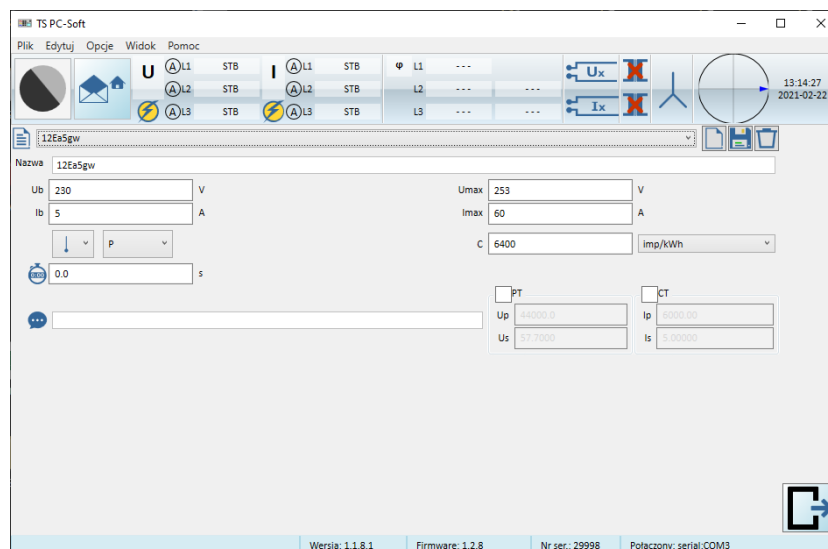 TS PC-Soft
Plik Edytuj Opcje Widok Pomoc
U A L1 STB I A L1 STB φ L1 ---
A L2 STB A L2 STB L2 --- ---
A L3 STB A L3 STB L3 --- ---
Ux
Ix
13:14:27
2021-02-22
12Ea5gw
Nazwa 12Ea5gw
Ub 230 V Umax 253 V
Ib 5 A Imax 60 A
P C 6400 imp/kWh
0:00 0.0 s
PT CT
Up 44000.0 Ip 6000.00
Us 57.7000 Is 5.00000
Wersja: 1.1.8.1 Firmware: 1.2.8 Nr ser.: 29998 Połączony: serial:COM3